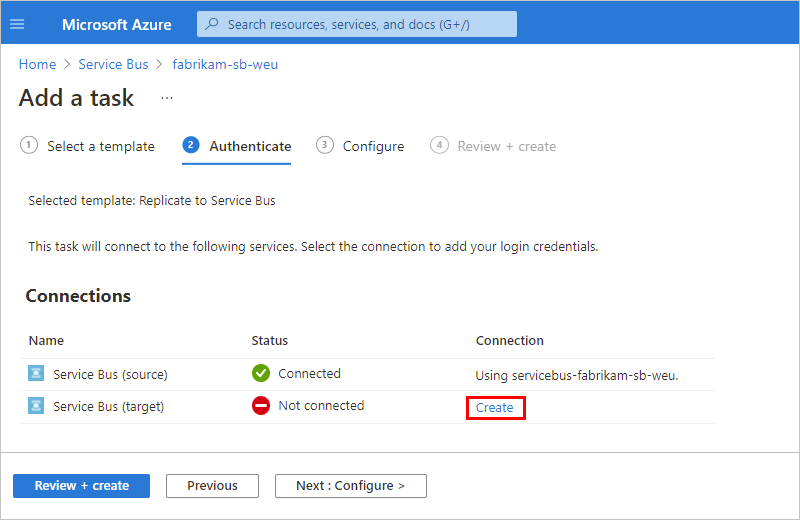 Microsoft Azure
Search resources, services, and docs (G+/)
Home > Service Bus > fabrikam-sb-weu
Add a task ...
1 Select a template 2 Authenticate 3 Configure 4 Review + create
Selected template: Replicate to Service Bus
This task will connect to the following services. Select the connection to add your login credentials.
Connections
Name Status Connection
Service Bus (source) Connected Using servicebus-fabrikam-sb-weu.
Service Bus (target) Not connected Create
Review + create Previous Next : Configure >